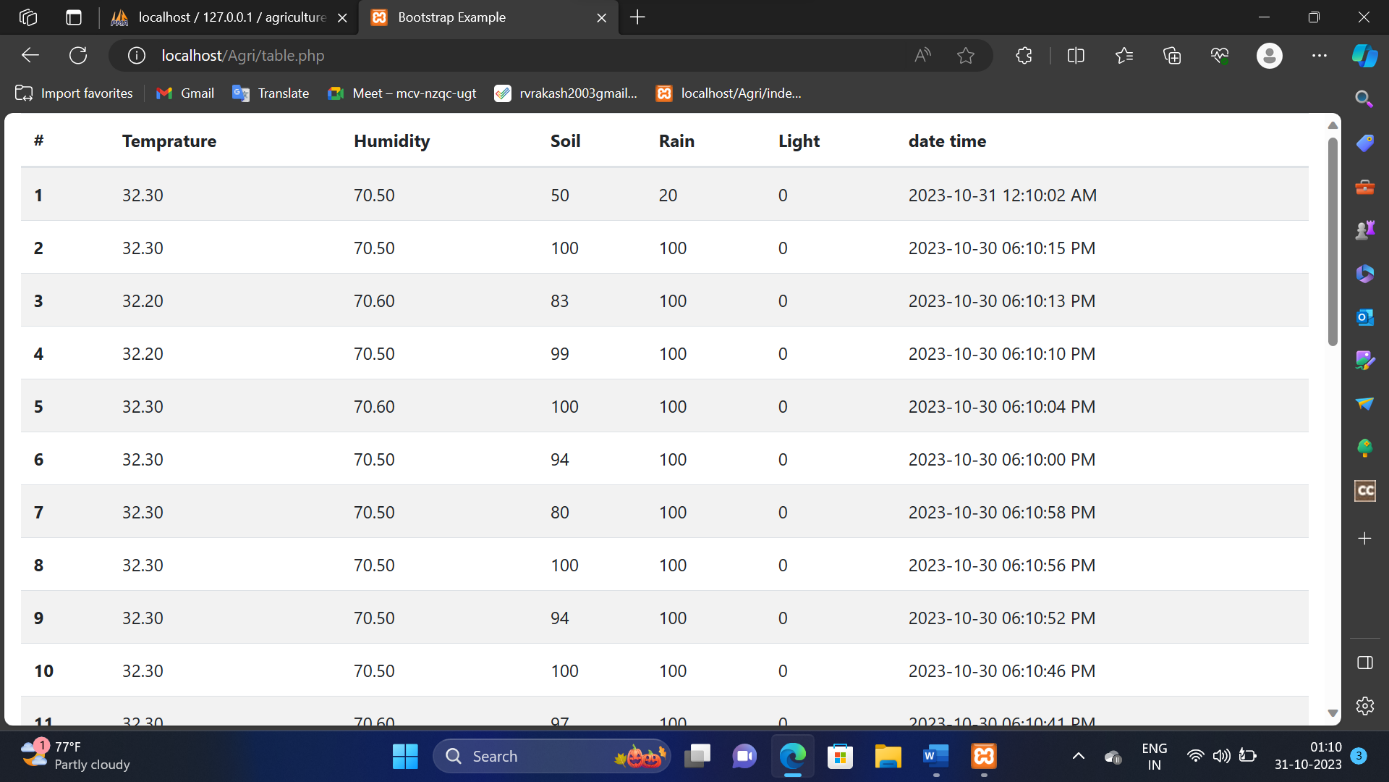 localhost / 127.0.0.1 / agriculture
Bootstrap Example
localhost/Agri/table.php
Import favorites
Gmail
Translate
Meet – mcv-nzqc-ugt
rvrakash2003gmail...
localhost/Agri/inde...
# Temprature Humidity Soil Rain Light date time
1 32.30 70.50 50 20 0 2023-10-31 12:10:02 AM
2 32.30 70.50 100 100 0 2023-10-30 06:10:15 PM
3 32.20 70.60 83 100 0 2023-10-30 06:10:13 PM
4 32.20 70.50 99 100 0 2023-10-30 06:10:10 PM
5 32.30 70.60 100 100 0 2023-10-30 06:10:04 PM
6 32.30 70.50 94 100 0 2023-10-30 06:10:00 PM
7 32.30 70.50 80 100 0 2023-10-30 06:10:58 PM
8 32.30 70.50 100 100 0 2023-10-30 06:10:56 PM
9 32.30 70.50 94 100 0 2023-10-30 06:10:52 PM
10 32.30 70.50 100 100 0 2023-10-30 06:10:46 PM
11 32.30 70.60 97 100 0 2023-10-30 06:10:41 PM
CC
1
77°F
Partly cloudy
Search
ENG
IN
01:10
31-10-2023
3